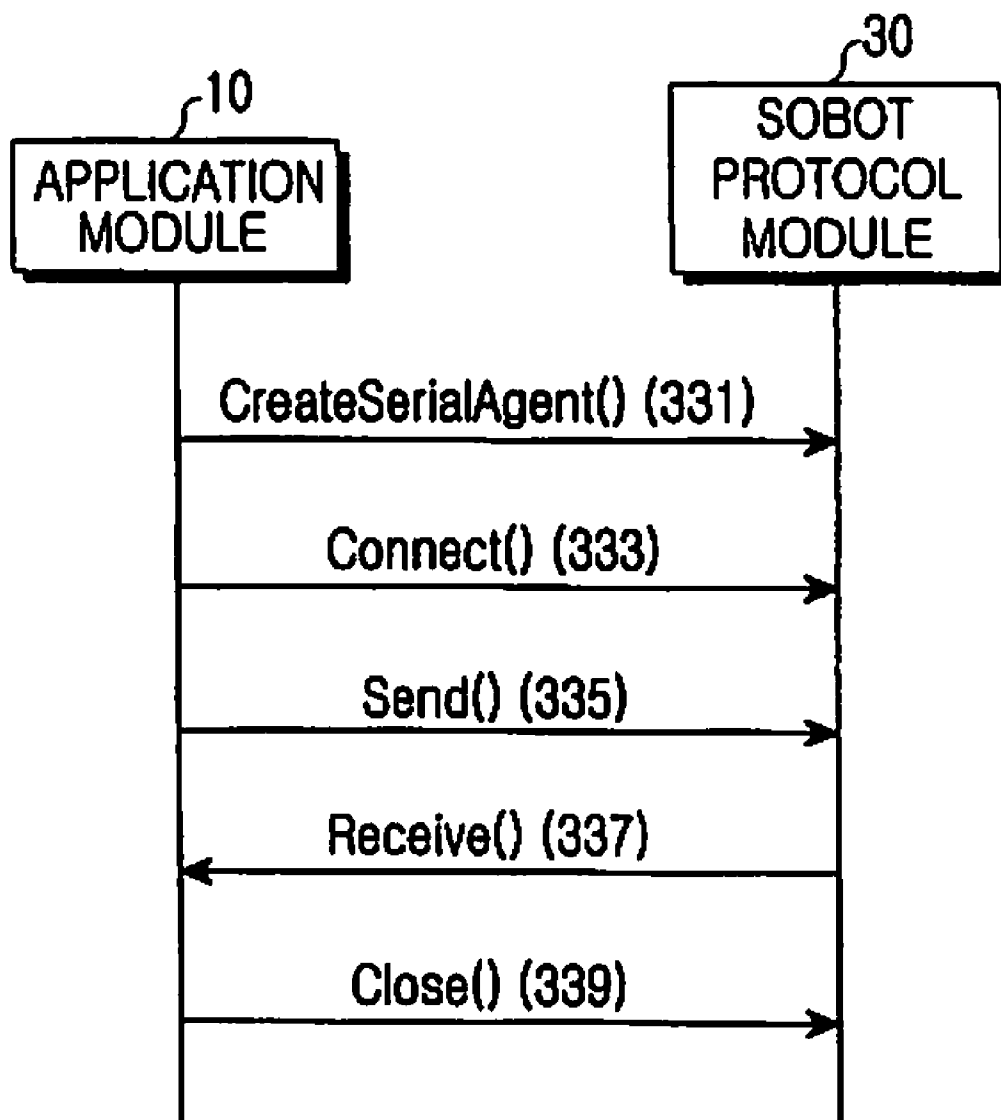 10
APPLICATION
MODULE
30
SOBOT
PROTOCOL
MODULE
CreateSerialAgent() (331)
Connect() (333)
Send() (335)
Receive() (337)
Close() (339)